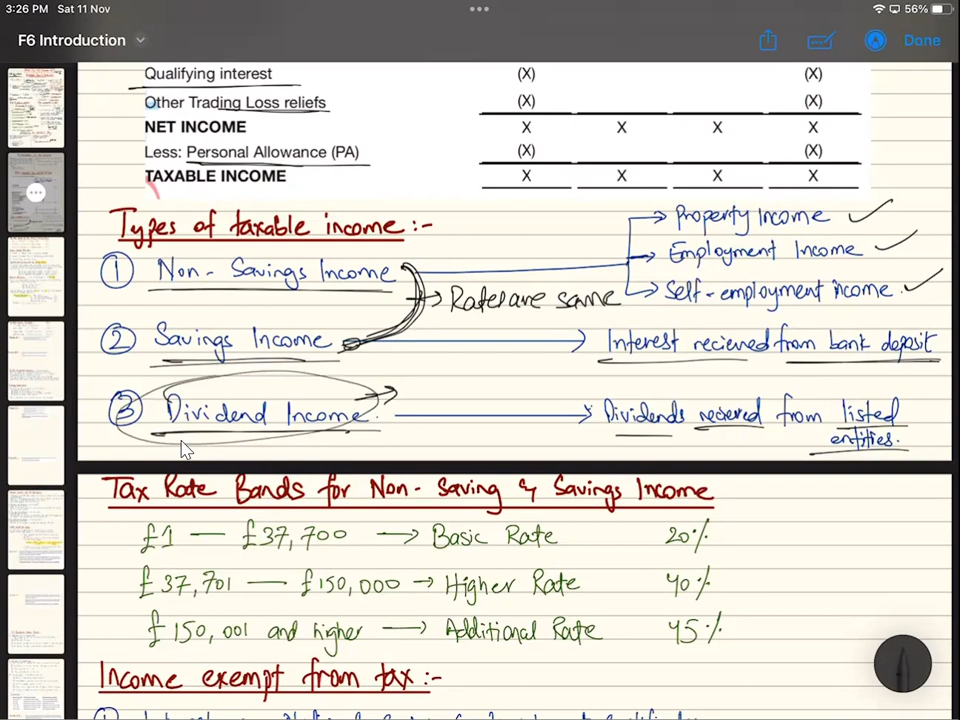 3:26 PM Sat 11 Nov 56%
F6 Introduction Done
Qualifying interest (X) (X)
Other Trading Loss reliefs (X) (X)
NET INCOME X X X X
Less: Personal Allowance (PA) (X) (X)
TAXABLE INCOME X X X X
Types of taxable income :-
Property Income
1 Non - Savings Income Employment Income
Rates are same Self - employment income
2 Savings Income Interest recieved from bank deposit
3 Dividend Income. Dividends recieved from listed
entities.
Tax Rate Bands for Non - Saving & Savings Income
£1 — £37,700 → Basic Rate 20%
£37,701 — £150,000 → Higher Rate 40%
£150,001 and higher → Additional Rate 45%
Income exempt from tax :-